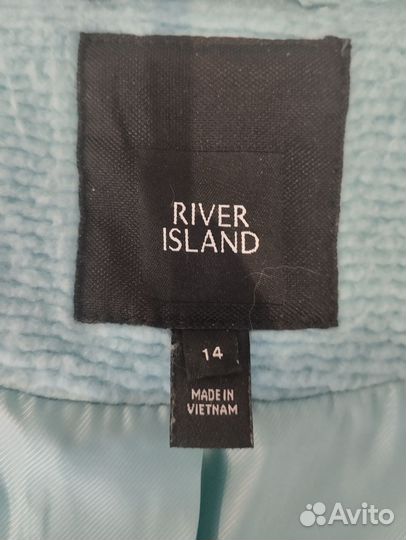 RIVER
ISLAND
14
MADE IN
VIETNAM
Avito